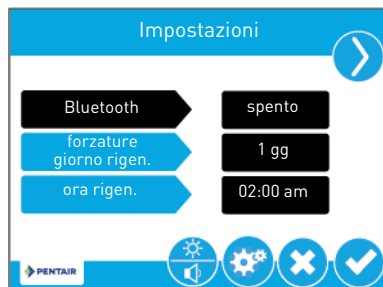 Impostazioni
Bluetooth
spento
forzature
giorno rigen.
1 gg
ora rigen.
02:00 am
PENTAIR